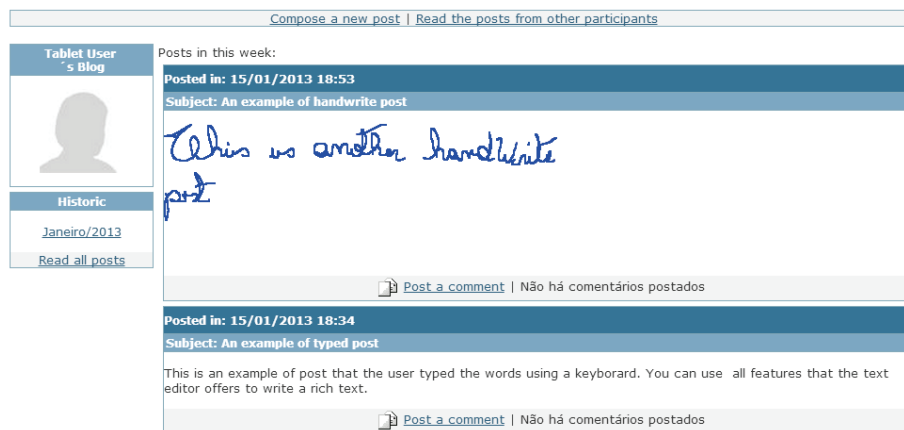 Compose a new post | Read the posts from other participants
Tablet User
´s Blog
Historic
Janeiro/2013
Read all posts
Posts in this week:
Posted in: 15/01/2013 18:53
Subject: An example of handwrite post
This is another handwrite
post
Post a comment | Não há comentários postados
Posted in: 15/01/2013 18:34
Subject: An example of typed post
This is an example of post that the user typed the words using a keyborard. You can use  all features that the text
editor offers to write a rich text.
Post a comment | Não há comentários postados